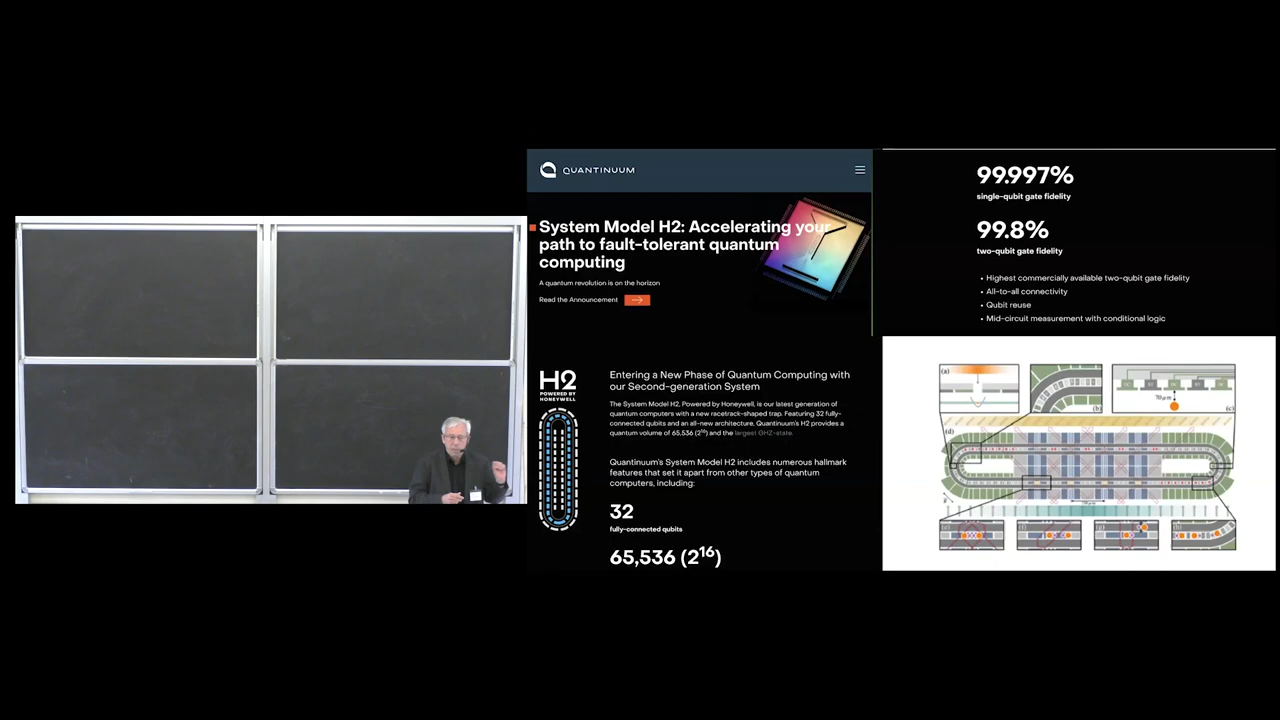 QUANTINUUM
System Model H2: Accelerating your
path to fault-tolerant quantum
computing
A quantum revolution is on the horizon
Read the Announcement
H2
POWERED BY
HONEYWELL
Entering a New Phase of Quantum Computing with
our Second-generation System
The System Model H2, Powered by Honeywell, is our latest generation of
quantum computers with a new racetrack-shaped trap. Featuring 32 fully-
connected qubits and an all-new architecture, Quantinuum's H2 provides a
quantum volume of 65,536 (2¹⁶) and the largest GHZ-state.
Quantinuum's System Model H2 includes numerous hallmark
features that set it apart from other types of quantum
computers, including:
32
fully-connected qubits
65,536 (2¹⁶)
99.997%
single-qubit gate fidelity
99.8%
two-qubit gate fidelity
• Highest commercially available two-qubit gate fidelity
• All-to-all connectivity
• Qubit reuse
• Mid-circuit measurement with conditional logic
(a)
(b)
(c)
70 μm
(d)
(e)
(f)
(g)
(h)